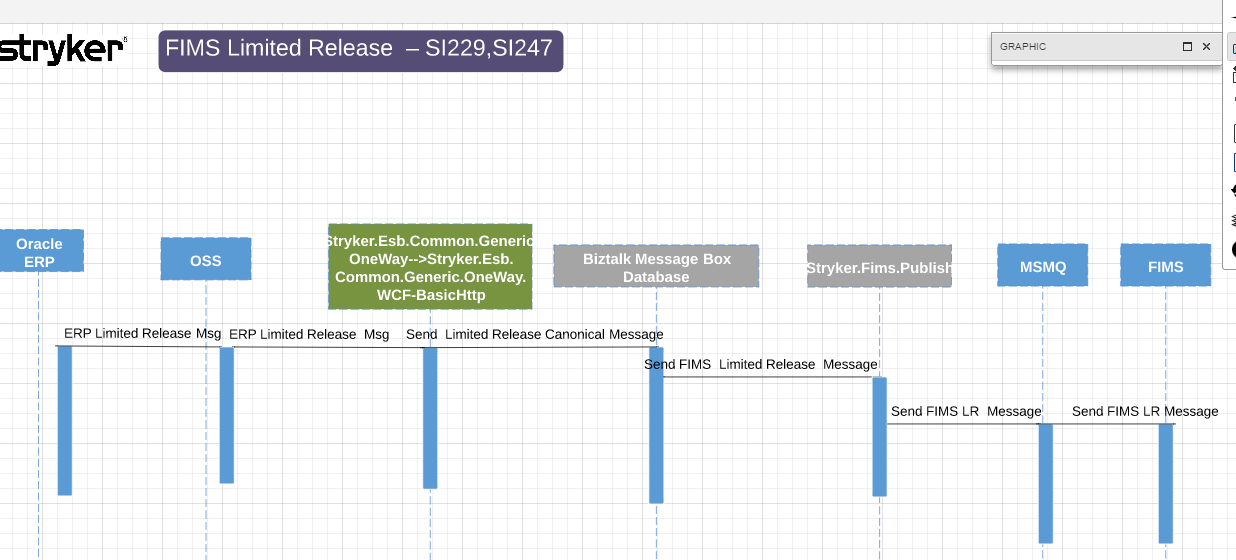 stryker
FIMS Limited Release – SI229,SI247
GRAPHIC
Oracle
ERP
OSS
Stryker.Esb.Common.Generic
OneWay-->Stryker.Esb.
Common.Generic.OneWay.
WCF-BasicHttp
Biztalk Message Box
Database
Stryker.Fims.Publish
MSMQ
FIMS
ERP Limited Release Msg
ERP Limited Release Msg
Send Limited Release Canonical Message
Send FIMS Limited Release Message
Send FIMS LR Message
Send FIMS LR Message